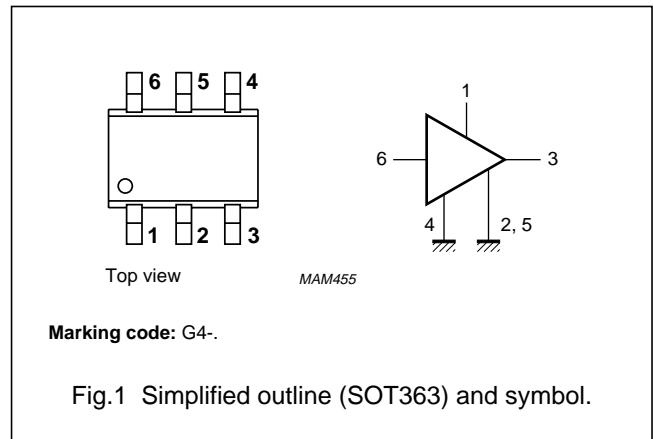 6 5 4
1 2 3
Top view
1
6 3
4 2, 5
MAM455
Marking code: G4-.
Fig.1 Simplified outline (SOT363) and symbol.